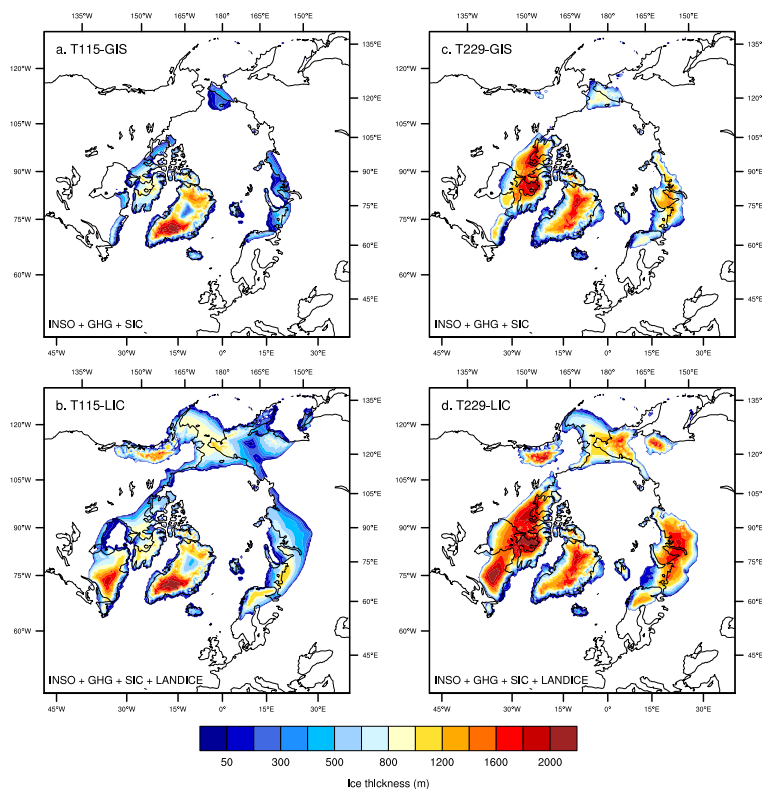 135°W 150°W 165°W 180° 165°E 150°E
135°W 150°W 165°W 180° 165°E 150°E
a. T115-GIS
c. T229-GIS
135°E
135°E
120°W
120°W
120°E
120°E
105°W
105°W
105°E
105°E
90°W
90°W
90°E
90°E
75°W
75°W
75°E
75°E
60°E
60°E
60°W
60°W
45°E
45°E
INSO + GHG + SIC
INSO + GHG + SIC
45°W 30°W 15°W 0° 15°E 30°E
45°W 30°W 15°W 0° 15°E 30°E
135°W 150°W 165°W 180° 165°E 150°E
135°W 150°W 165°W 180° 165°E 150°E
b. T115-LIC
d. T229-LIC
135°E
135°E
120°W
120°W
120°E
120°E
105°W
105°W
105°E
105°E
90°W
90°W
90°E
90°E
75°W
75°W
75°E
75°E
60°E
60°E
60°W
60°W
45°E
45°E
INSO + GHG + SIC + LANDICE
INSO + GHG + SIC + LANDICE
45°W 30°W 15°W 0° 15°E 30°E
45°W 30°W 15°W 0° 15°E 30°E
50 300 500 800 1200 1600 2000
Ice thickness (m)